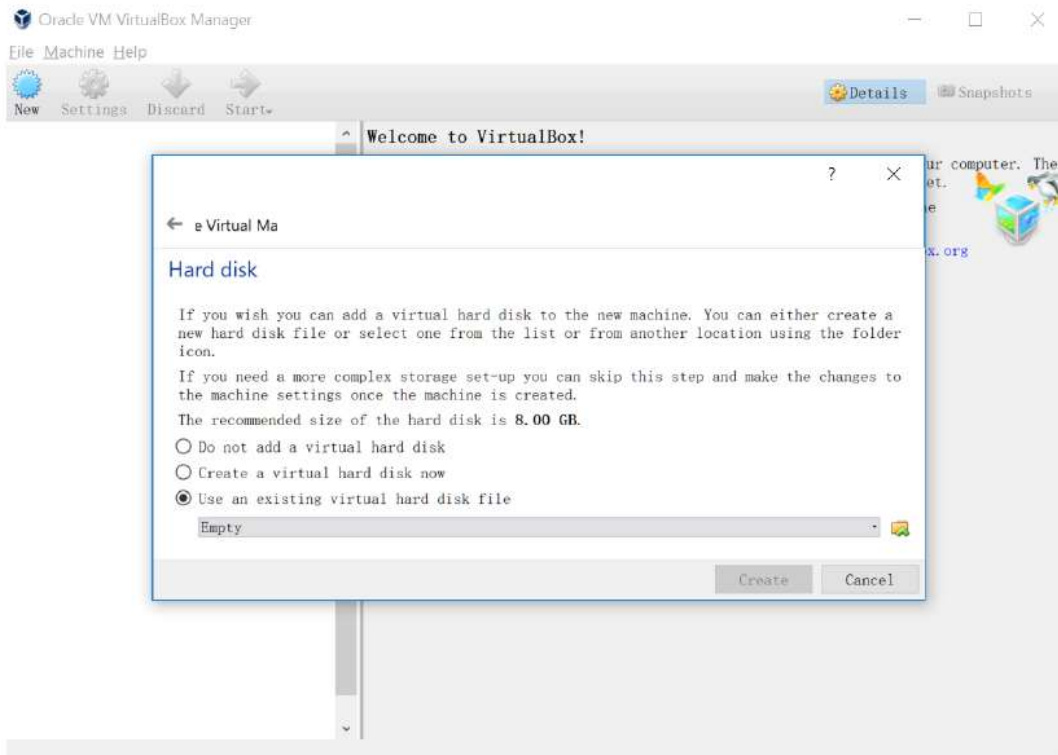 Oracle VM VirtualBox Manager
File Machine Help
New Settings Discard Start
Details Snapshots
Welcome to VirtualBox!
ur computer. The
et.
e
x.org
?
e Virtual Ma
Hard disk
If you wish you can add a virtual hard disk to the new machine. You can either create a
new hard disk file or select one from the list or from another location using the folder
icon.
If you need a more complex storage set-up you can skip this step and make the changes to
the machine settings once the machine is created.
The recommended size of the hard disk is 8.00 GB.
Do not add a virtual hard disk
Create a virtual hard disk now
Use an existing virtual hard disk file
Empty
Create Cancel